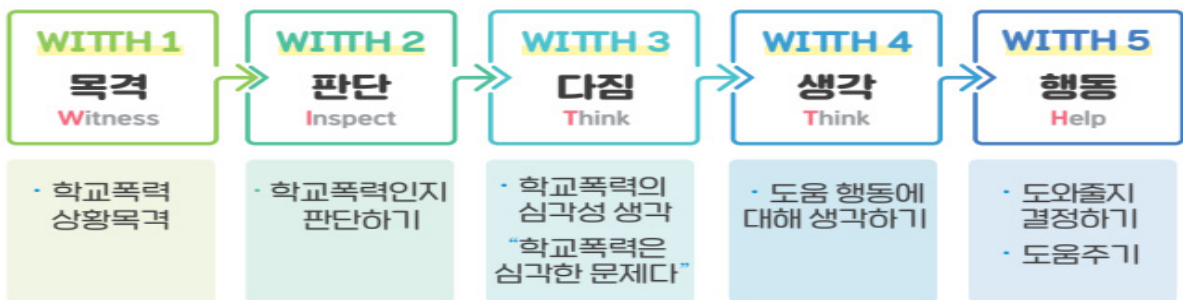 WITTH 1
목격
Witness
· 학교폭력
상황목격
WITTH 2
판단
Inspect
· 학교폭력인지
판단하기
WITTH 3
다짐
Think
· 학교폭력의
심각성 생각
“학교폭력은
심각한 문제다”
WITTH 4
생각
Think
· 도움 행동에
대해 생각하기
WITTH 5
행동
Help
· 도와줄지
결정하기
· 도움주기